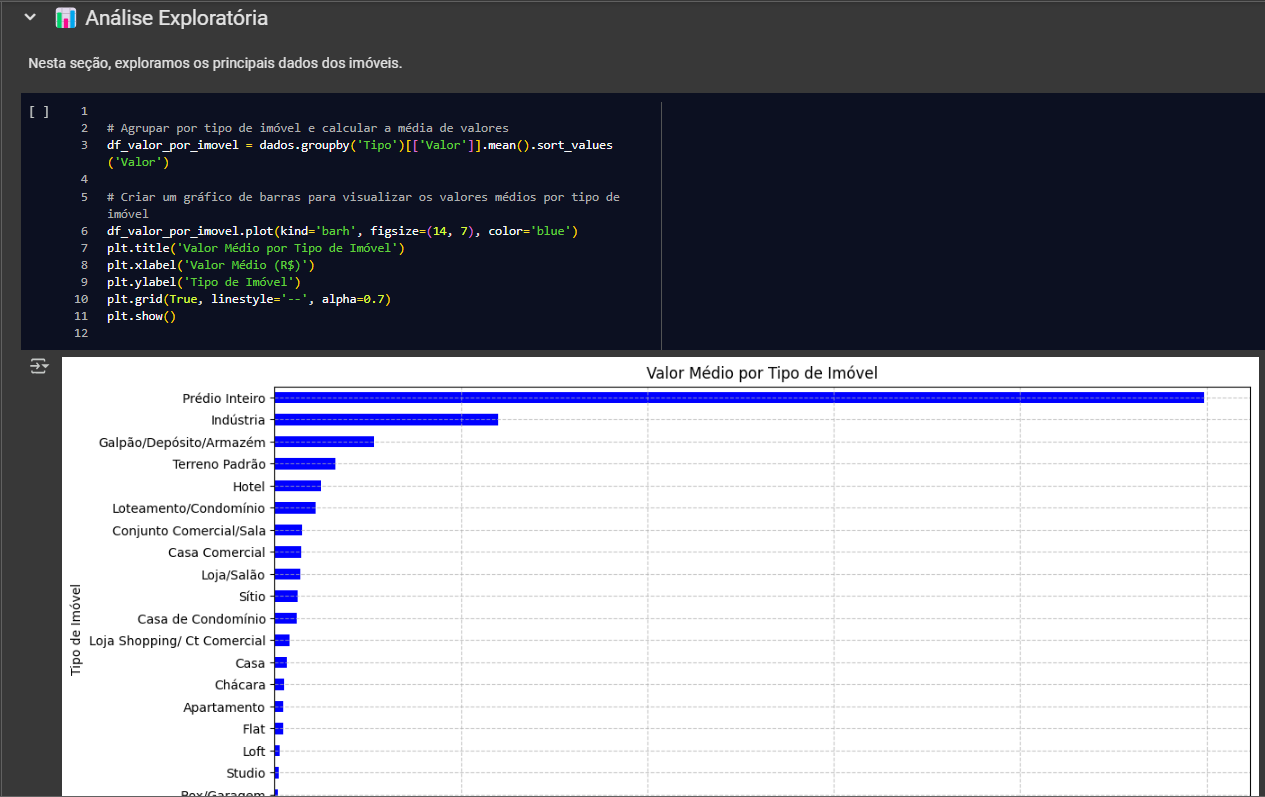 Análise Exploratória
Nesta seção, exploramos os principais dados dos imóveis.
[ ]
1
2 # Agrupar por tipo de imóvel e calcular a média de valores
3 df_valor_por_imovel = dados.groupby('Tipo')[['Valor']].mean().sort_values
('Valor')
4
5 # Criar um gráfico de barras para visualizar os valores médios por tipo de
imóvel
6 df_valor_por_imovel.plot(kind='barh', figsize=(14, 7), color='blue')
7 plt.title('Valor Médio por Tipo de Imóvel')
8 plt.xlabel('Valor Médio (R$)')
9 plt.ylabel('Tipo de Imóvel')
10 plt.grid(True, linestyle='--', alpha=0.7)
11 plt.show()
12
Valor Médio por Tipo de Imóvel
Tipo de Imóvel
Prédio Inteiro
Indústria
Galpão/Depósito/Armazém
Terreno Padrão
Hotel
Loteamento/Condomínio
Conjunto Comercial/Sala
Casa Comercial
Loja/Salão
Sítio
Casa de Condomínio
Loja Shopping/ Ct Comercial
Casa
Chácara
Apartamento
Flat
Loft
Studio
Box/Garagem